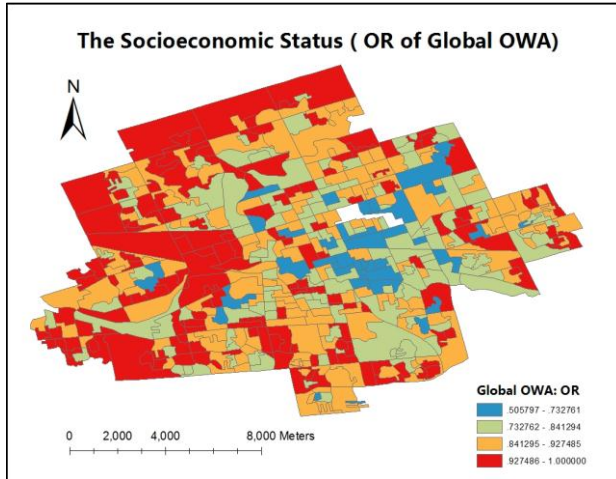 The Socioeconomic Status ( OR of Global OWA)
N
Global OWA: OR
.505797 - .732761
.732762 - .841294
.841295 - .927485
.927486 - 1.000000
0 2,000 4,000 8,000 Meters